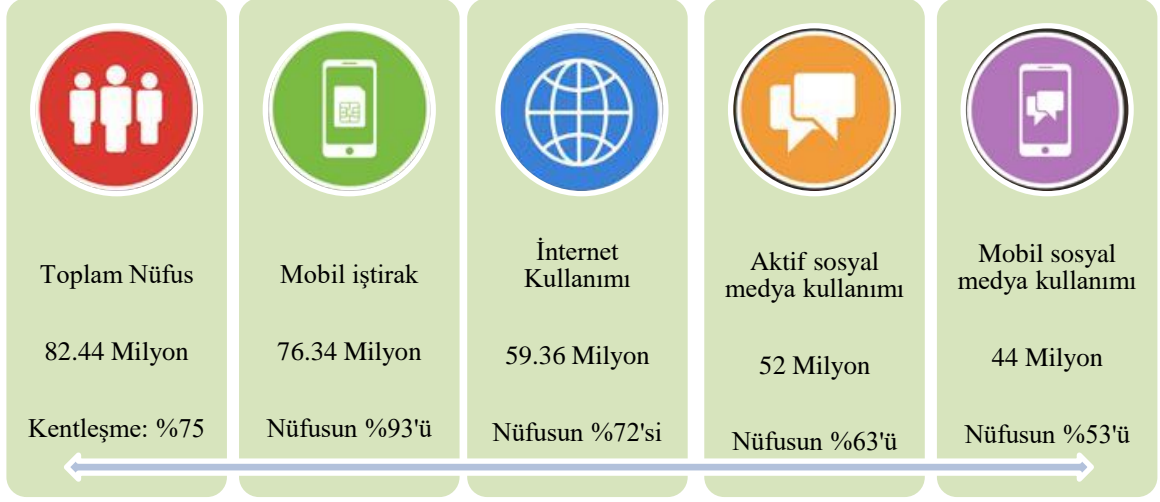 Toplam Nüfus
82.44 Milyon
Kentleşme: %75
Mobil iştirak
76.34 Milyon
Nüfusun %93'ü
İnternet
Kullanımı
59.36 Milyon
Nüfusun %72'si
Aktif sosyal
medya kullanımı
52 Milyon
Nüfusun %63'ü
Mobil sosyal
medya kullanımı
44 Milyon
Nüfusun %53'ü